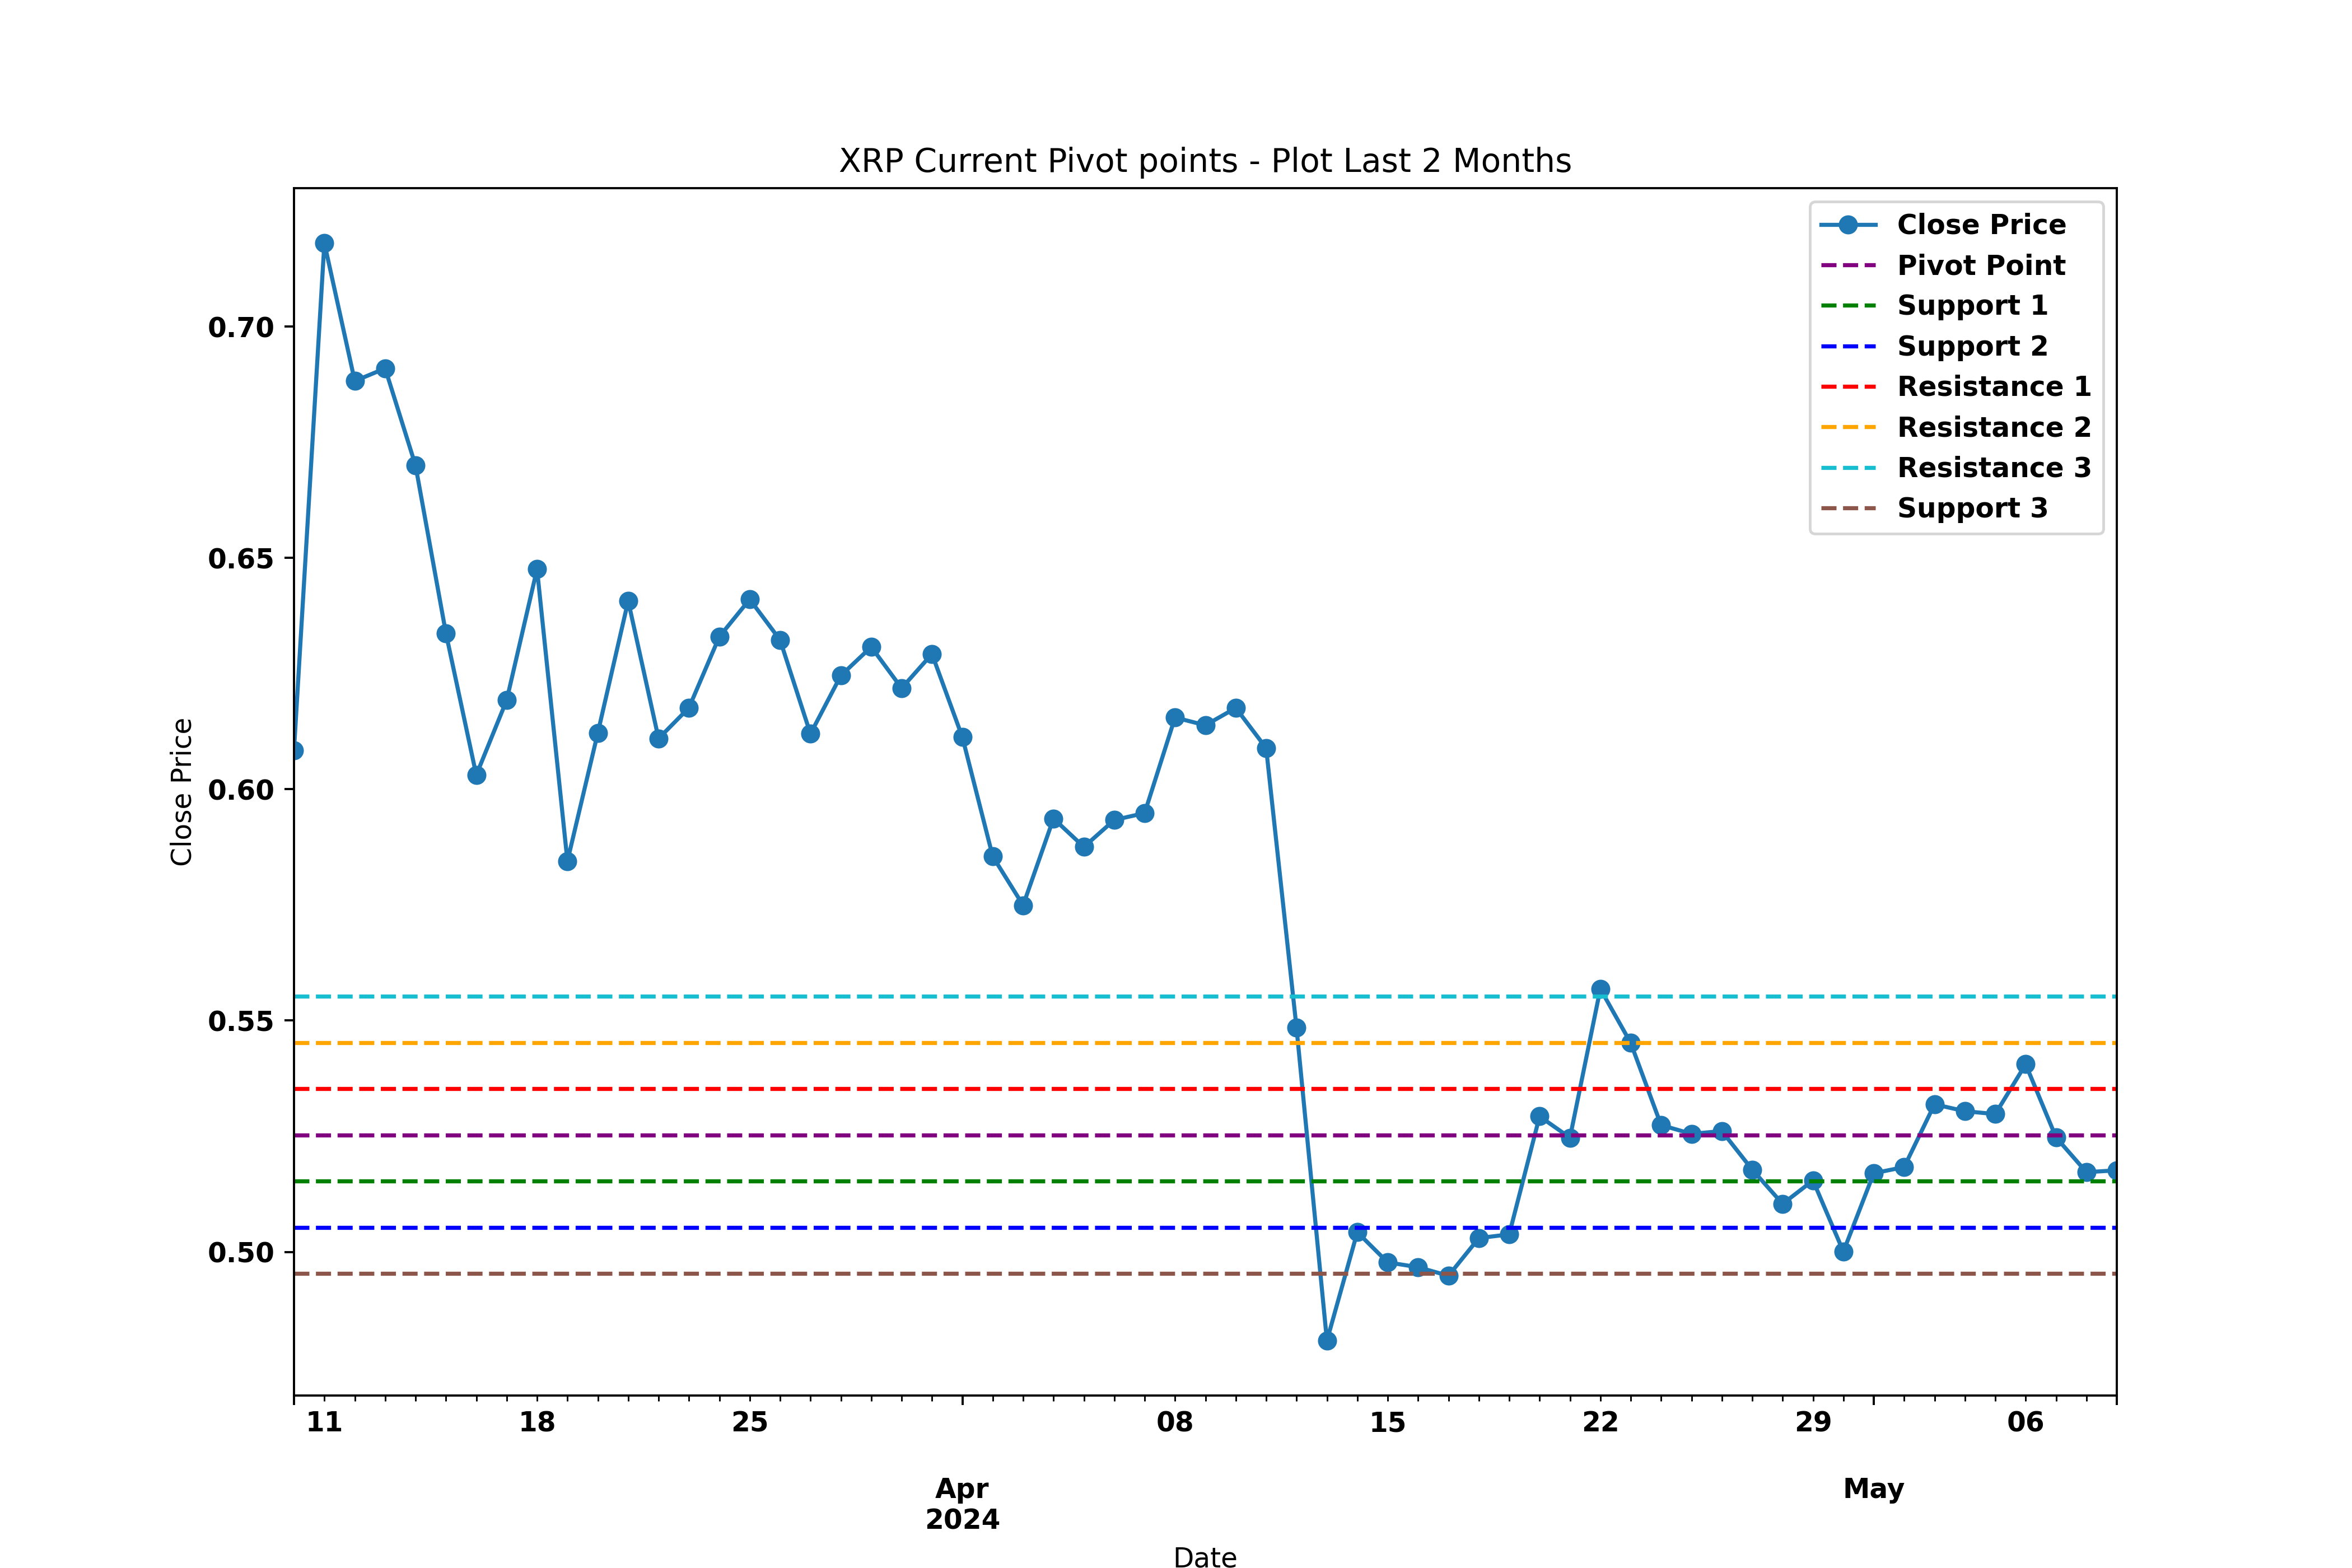 XRP Current Pivot points - Plot Last 2 Months
Close Price
Pivot Point
Support 1
Support 2
Resistance 1
Resistance 2
Resistance 3
Support 3
Close Price
0.70
0.65
0.60
0.55
0.50
11 18 25 08 15 22 29 06
Apr May
2024
Date